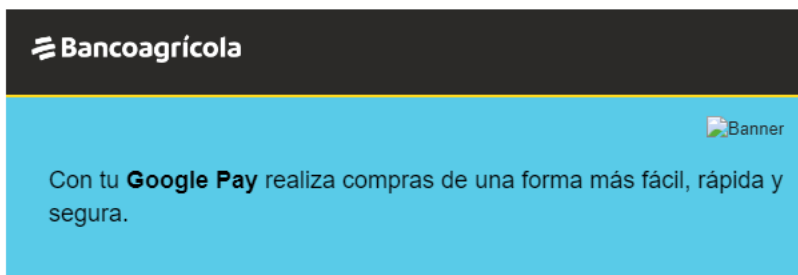 Bancoagrícola
Banner
Con tu Google Pay realiza compras de una forma más fácil, rápida y
segura.